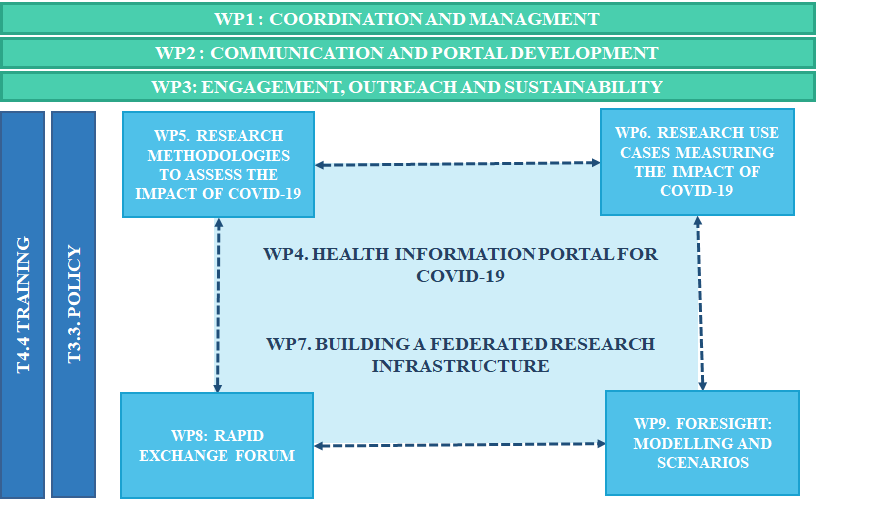 WP1 : COORDINATION AND MANAGMENT
WP2 : COMMUNICATION AND PORTAL DEVELOPMENT
WP3: ENGAGEMENT, OUTREACH AND SUSTAINABILITY
T4.4 TRAINING
T3.3. POLICY
WP5. RESEARCH
METHODOLOGIES
TO ASSESS THE
IMPACT OF COVID-19
WP6. RESEARCH USE
CASES MEASURING
THE IMPACT OF
COVID-19
WP4. HEALTH INFORMATION PORTAL FOR
COVID-19
WP7. BUILDING A FEDERATED RESEARCH
INFRASTRUCTURE
WP8: RAPID
EXCHANGE FORUM
WP9. FORESIGHT:
MODELLING AND
SCENARIOS